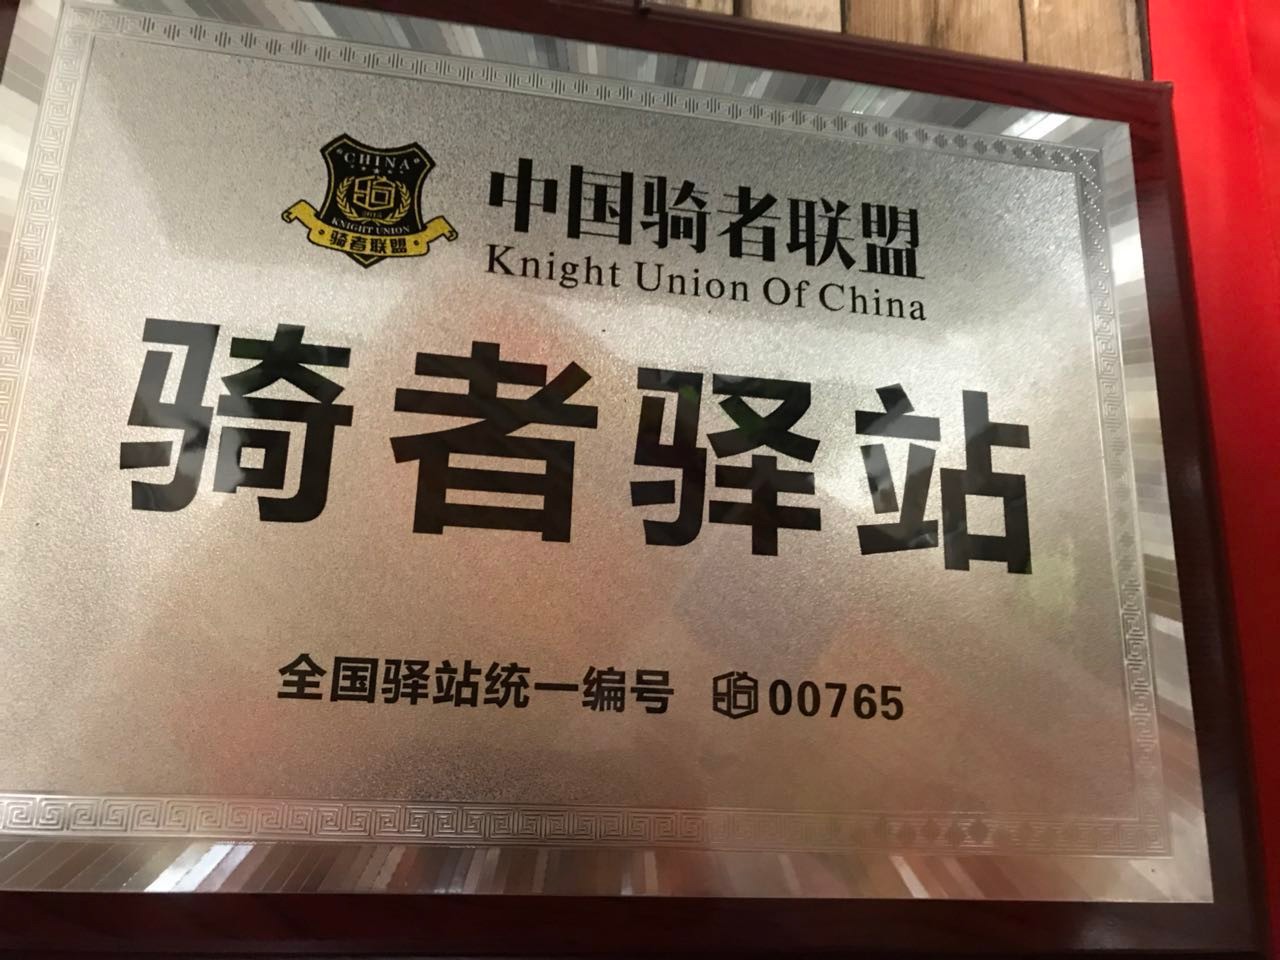 CHINA
KNIGHT UNION
骑者联盟
中国骑者联盟
Knight Union Of China
骑者驿站
全国驿站统一编号 00765